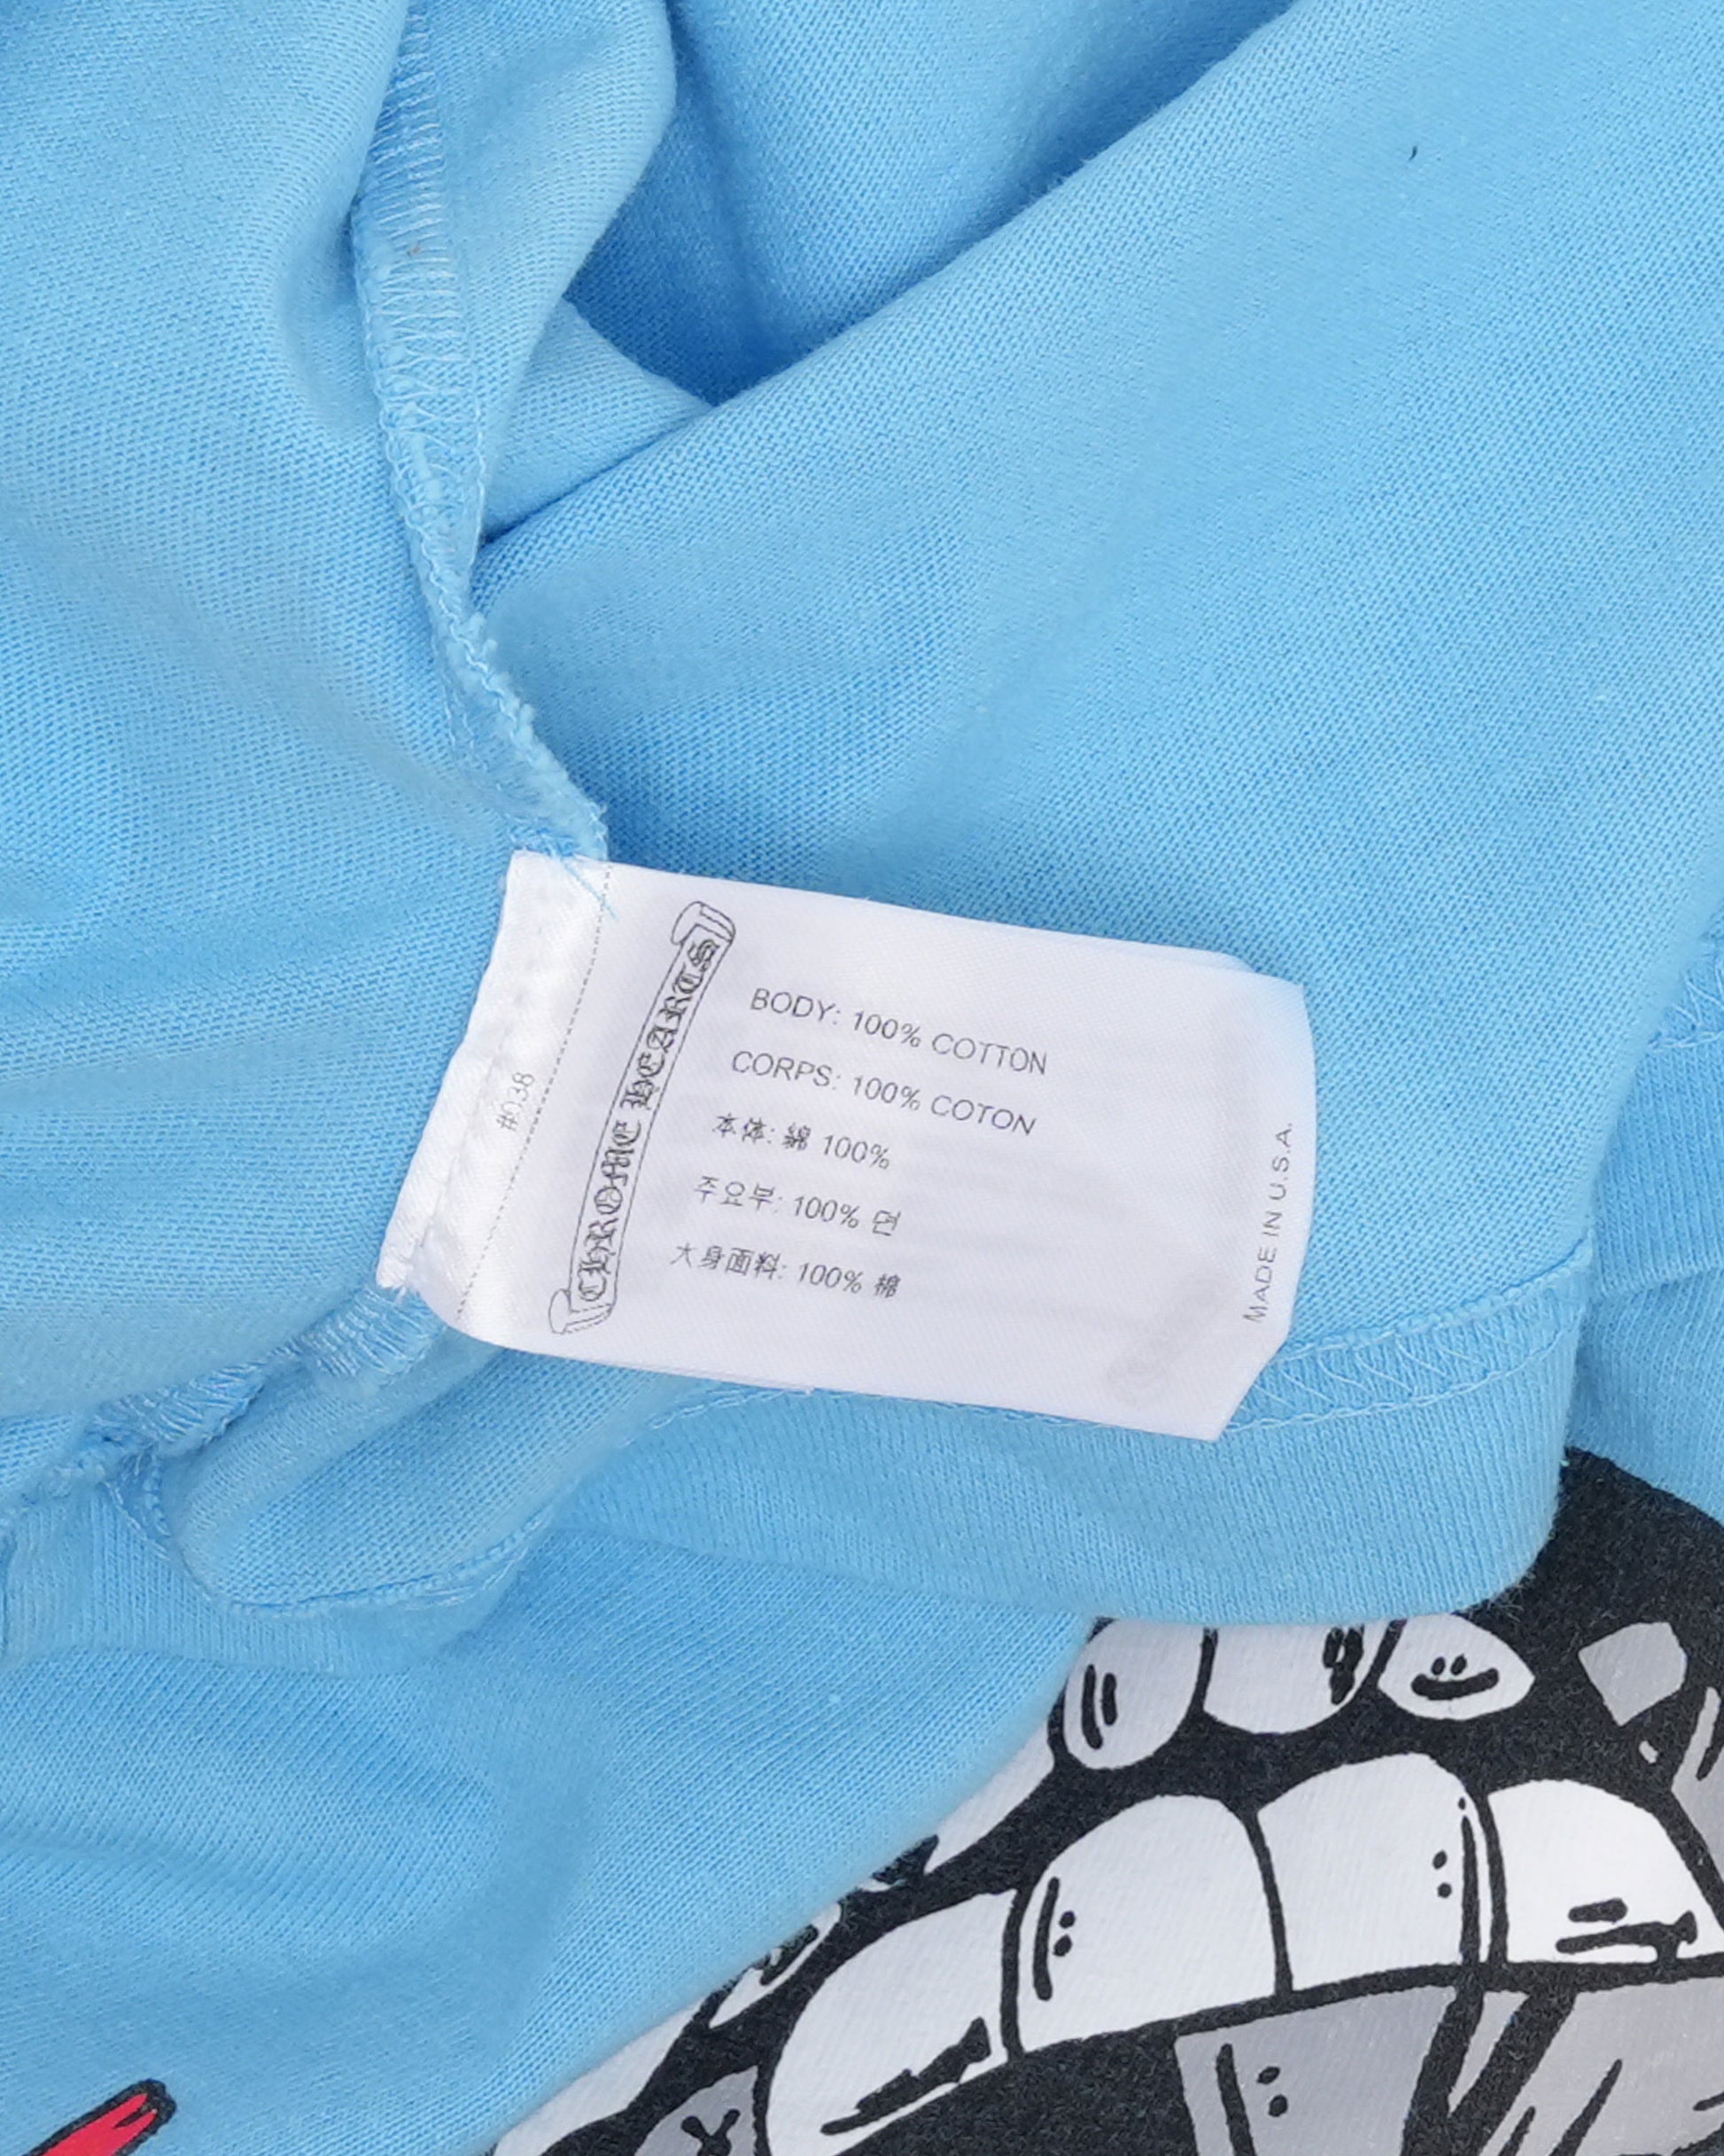 #038
CHROME HEARTS
BODY: 100% COTTON
CORPS: 100% COTON
本体: 綿 100%
주요부: 100% 면
大身面料: 100% 棉
MADE IN U.S.A.